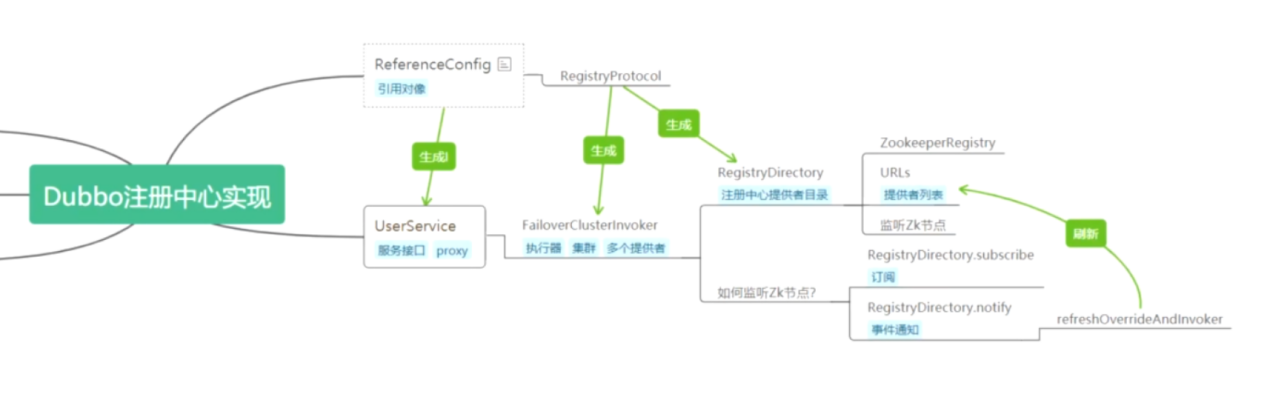 Dubbo注册中心实现
ReferenceConfig
引用对像
RegistryProtocol
生成
生成
生成
UserService
服务接口 proxy
FailoverClusterInvoker
执行器 集群 多个提供者
RegistryDirectory
注册中心提供者目录
ZookeeperRegistry
URLs
提供者列表
监听Zk节点
刷新
如何监听Zk节点?
RegistryDirectory.subscribe
订阅
RegistryDirectory.notify
事件通知
refreshOverrideAndInvoker